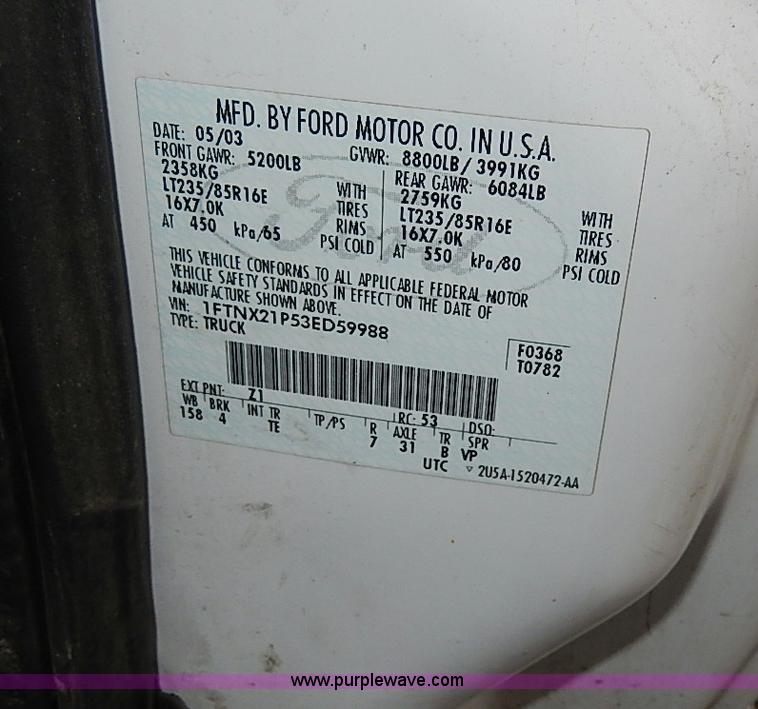 MFD. BY FORD MOTOR CO. IN U.S.A.
DATE: 05/03 GVWR: 8800LB/ 3991KG
FRONT GAWR: 5200LB REAR GAWR: 6084LB
2358KG WITH 2759KG WITH
LT235/85R16E TIRES LT235/85R16E TIRES
16X7.0K RIMS 16X7.0K RIMS
AT 450 kPa/65 PSI COLD AT 550 kPa/80 PSI COLD
Ford
THIS VEHICLE CONFORMS TO ALL APPLICABLE FEDERAL MOTOR
VEHICLE SAFETY STANDARDS IN EFFECT ON THE DATE OF
MANUFACTURE SHOWN ABOVE.
VIN: 1FTNX21P53ED59988
TYPE: TRUCK
F0368
T0782
EXT PNT: Z1 RC: 53 DSO:
WB BRK INT TR TP/PS R AXLE TR SPR
158 4 TE 7 31 B VP
UTC ▽ 2U5A-1520472-AA
www.purplewave.com